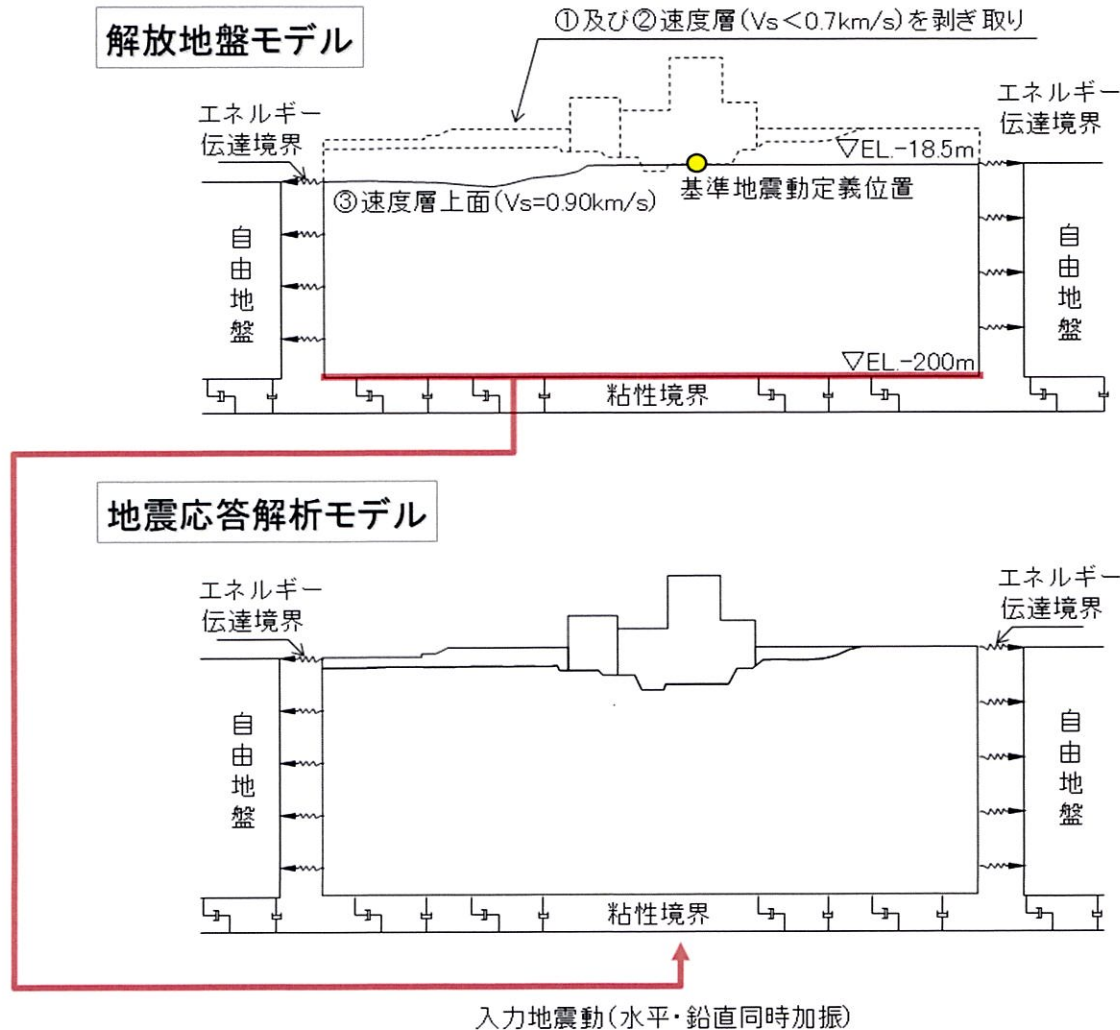 解放地盤モデル
①及び②速度層(Vs＜0.7km/s)を剥ぎ取り
エネルギー
伝達境界
エネルギー
伝達境界
▽EL.-18.5m
基準地震動定義位置
③速度層上面(Vs=0.90km/s)
自由地盤
自由地盤
▽EL.-200m
粘性境界
地震応答解析モデル
エネルギー
伝達境界
エネルギー
伝達境界
自由地盤
自由地盤
粘性境界
入力地震動(水平・鉛直同時加振)